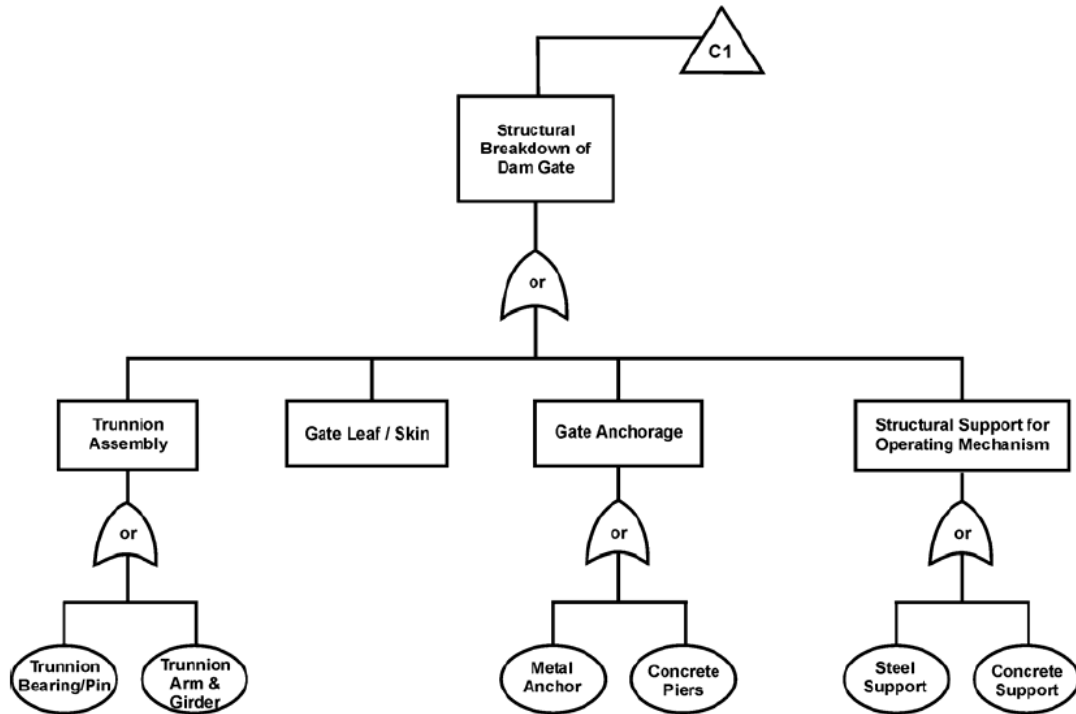 C1
Structural
Breakdown of
Dam Gate
or
Trunnion
Assembly
Gate Leaf / Skin
Gate Anchorage
Structural Support for
Operating Mechanism
or
or
or
Trunnion
Bearing/Pin
Trunnion
Arm &
Girder
Metal
Anchor
Concrete
Piers
Steel
Support
Concrete
Support